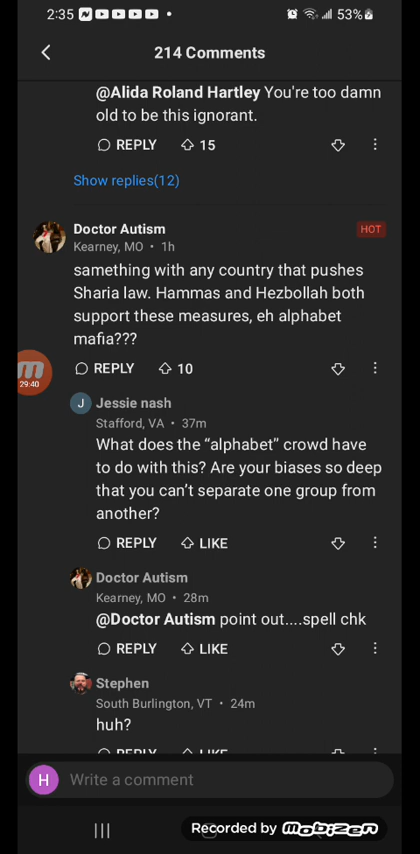 2:35 53%
214 Comments
@Alida Roland Hartley You're too damn
old to be this ignorant.
REPLY 15
Show replies(12)
Doctor Autism HOT
Kearney, MO • 1h
samething with any country that pushes
Sharia law. Hammas and Hezbollah both
support these measures, eh alphabet
mafia???
REPLY 10
29:40
J Jessie nash
Stafford, VA • 37m
What does the “alphabet” crowd have
to do with this? Are your biases so deep
that you can’t separate one group from
another?
REPLY LIKE
Doctor Autism
Kearney, MO • 28m
@Doctor Autism point out....spell chk
REPLY LIKE
Stephen
South Burlington, VT • 24m
huh?
REPLY LIKE
H Write a comment
Recorded by mobizen